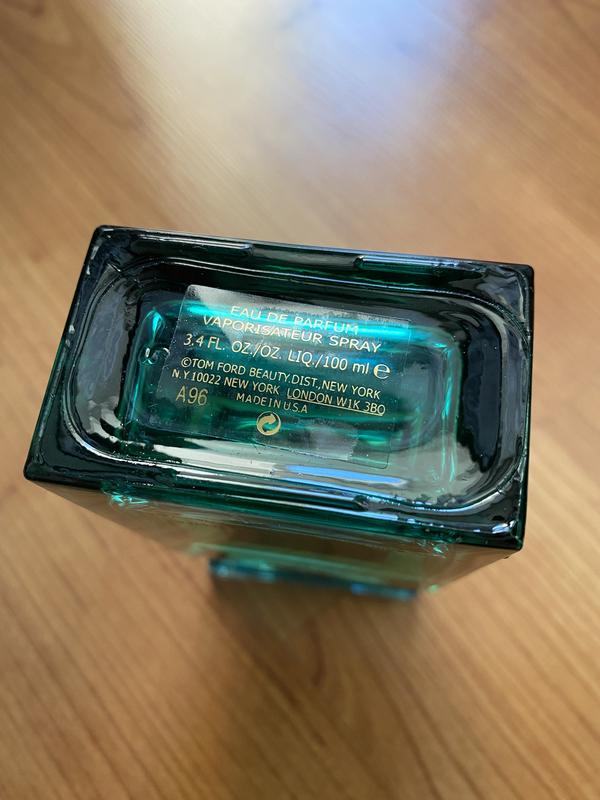 EAU DE PARFUM
VAPORISATEUR SPRAY
3.4 FL. OZ./OZ. LIQ./100 ml ℮
©TOM FORD BEAUTY.DIST.,NEW YORK
N.Y 10022 NEW YORK LONDON W1K 3BQ
A96 MADE IN U.S.A